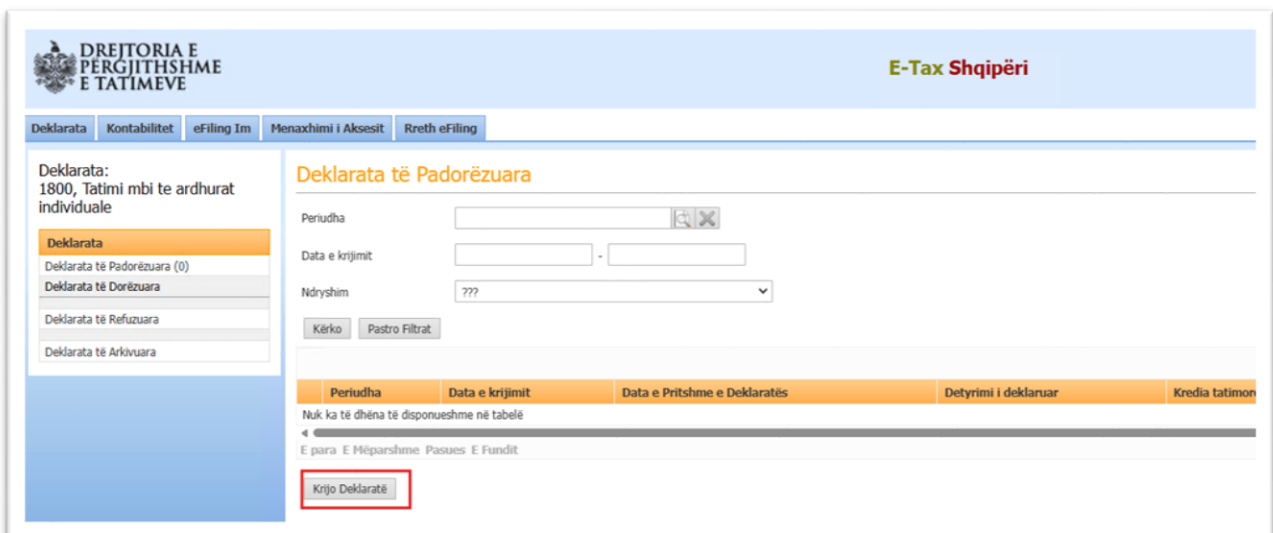 DREJTORIA E
PËRGJITHSHME
E TATIMEVE
E-Tax Shqipëri
Deklarata Kontabilitet eFiling Im Menaxhimi i Aksesit Rreth eFiling
Deklarata:
1800, Tatimi mbi te ardhurat
individuale
Deklarata
Deklarata të Padorëzuara (0)
Deklarata të Dorëzuara
Deklarata të Refuzuara
Deklarata të Arkivuara
Deklarata të Padorëzuara
Periudha
Data e krijimit -
Ndryshim ???
Kërko Pastro Filtrat
Periudha Data e krijimit Data e Pritshme e Deklaratës Detyrimi i deklaruar Kredia tatimor
Nuk ka të dhëna të disponueshme në tabelë
E para E Mëparshme Pasues E Fundit
Krijo Deklaratë